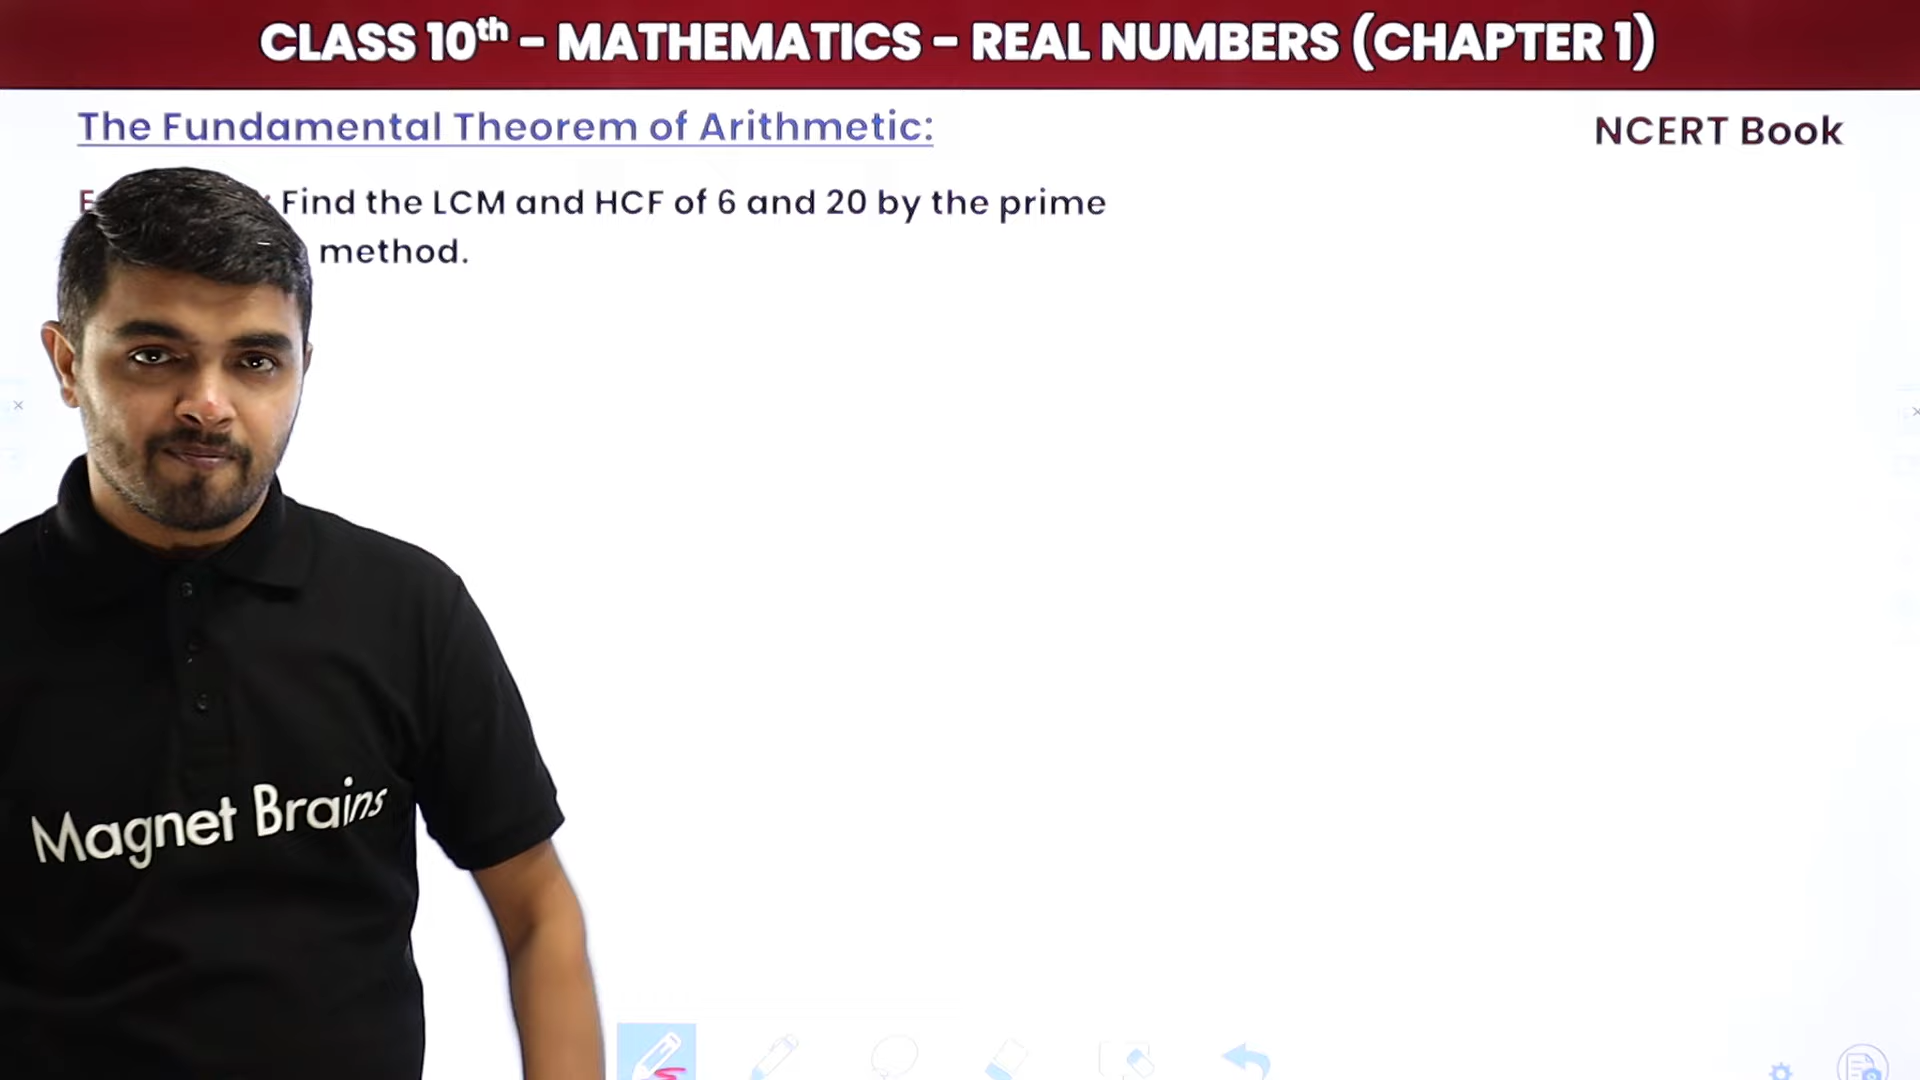 CLASS 10th - MATHEMATICS - REAL NUMBERS (CHAPTER 1)
The Fundamental Theorem of Arithmetic:
NCERT Book
Find the LCM and HCF of 6 and 20 by the prime
method.
Magnet Brains